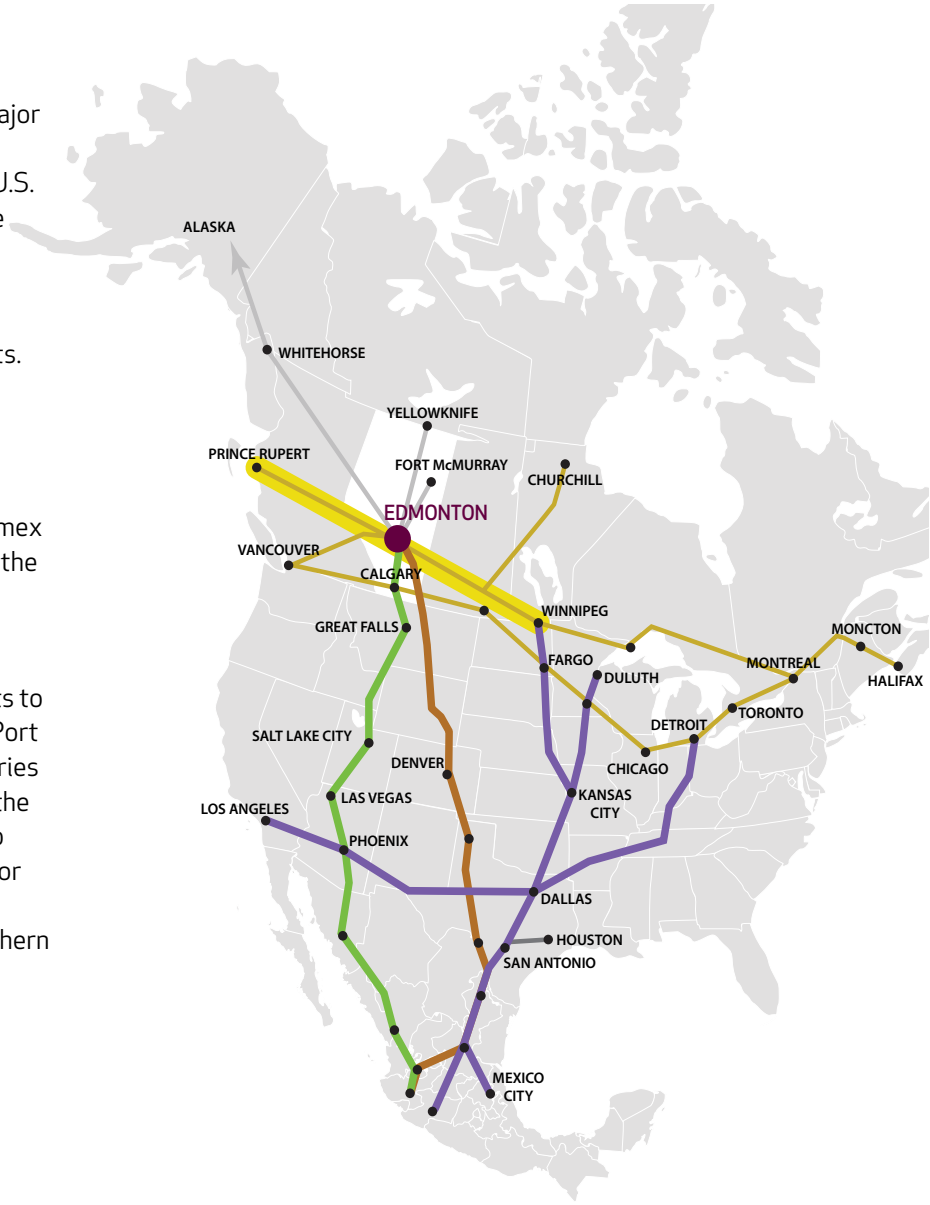 ajor
U.S.
e
ts.
mex
the
ts to
Port
ries
the
o
or
hern
ALASKA
WHITEHORSE
YELLOWKNIFE
PRINCE RUPERT
FORT McMURRAY
CHURCHILL
EDMONTON
VANCOUVER
CALGARY
WINNIPEG
GREAT FALLS
MONCTON
FARGO
MONTREAL
DULUTH
HALIFAX
TORONTO
DETROIT
SALT LAKE CITY
DENVER
CHICAGO
LAS VEGAS
KANSAS
CITY
LOS ANGELES
PHOENIX
DALLAS
HOUSTON
SAN ANTONIO
MEXICO
CITY